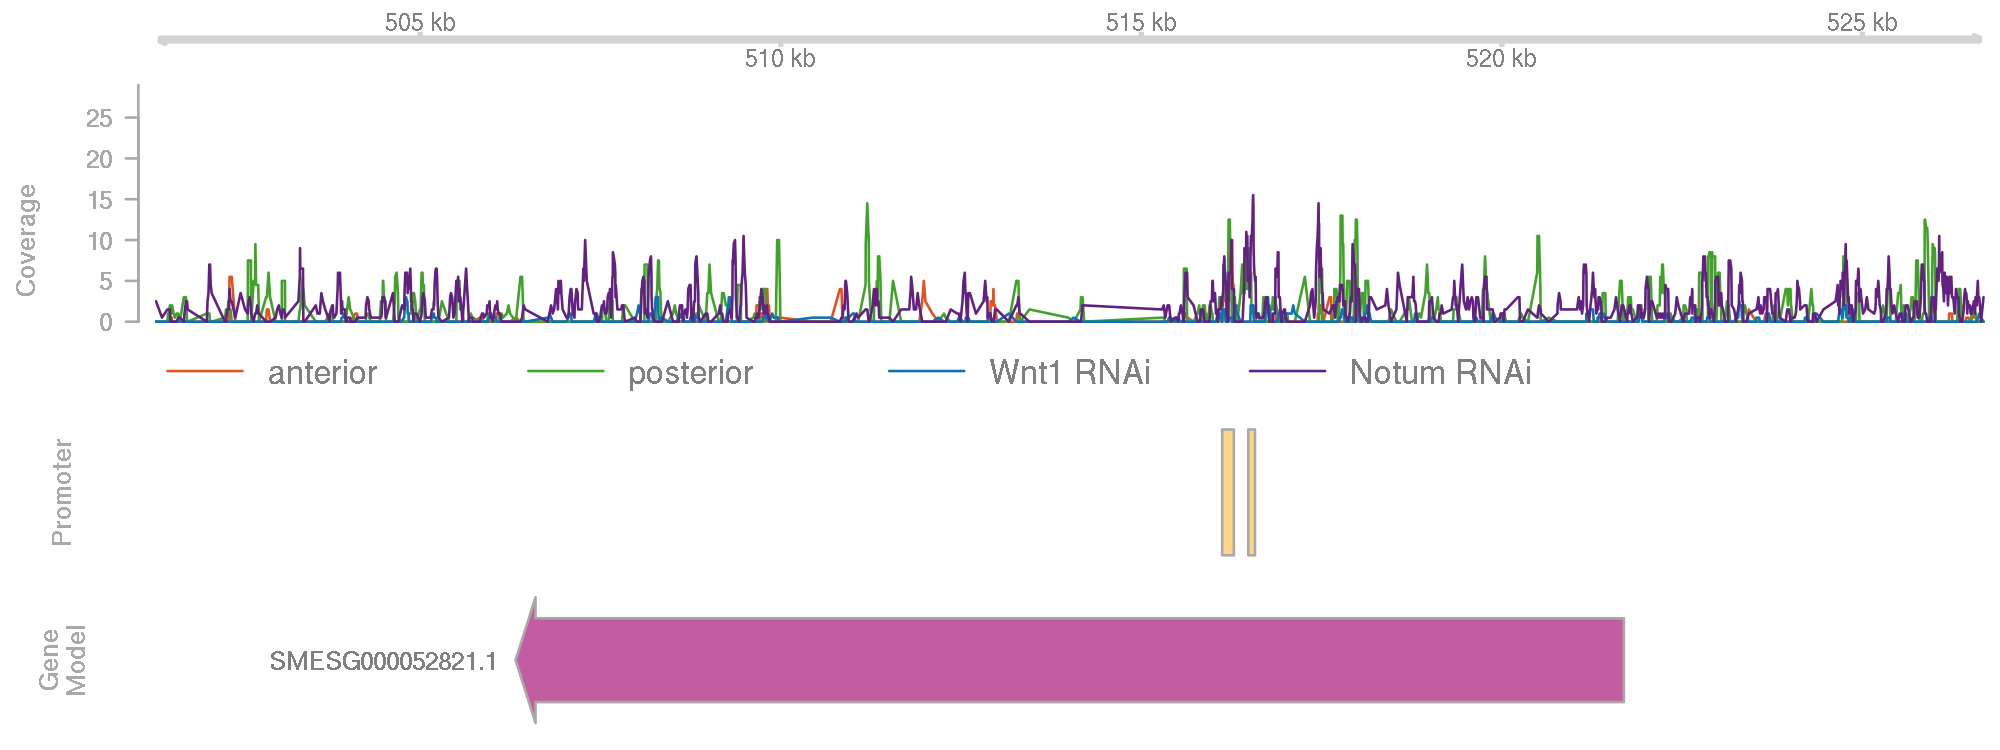 505 kb
515 kb
525 kb
510 kb
520 kb
Coverage
25
20
15
10
5
0
anterior
posterior
Wnt1 RNAi
Notum RNAi
Promoter
Gene
Model
SMESG000052821.1